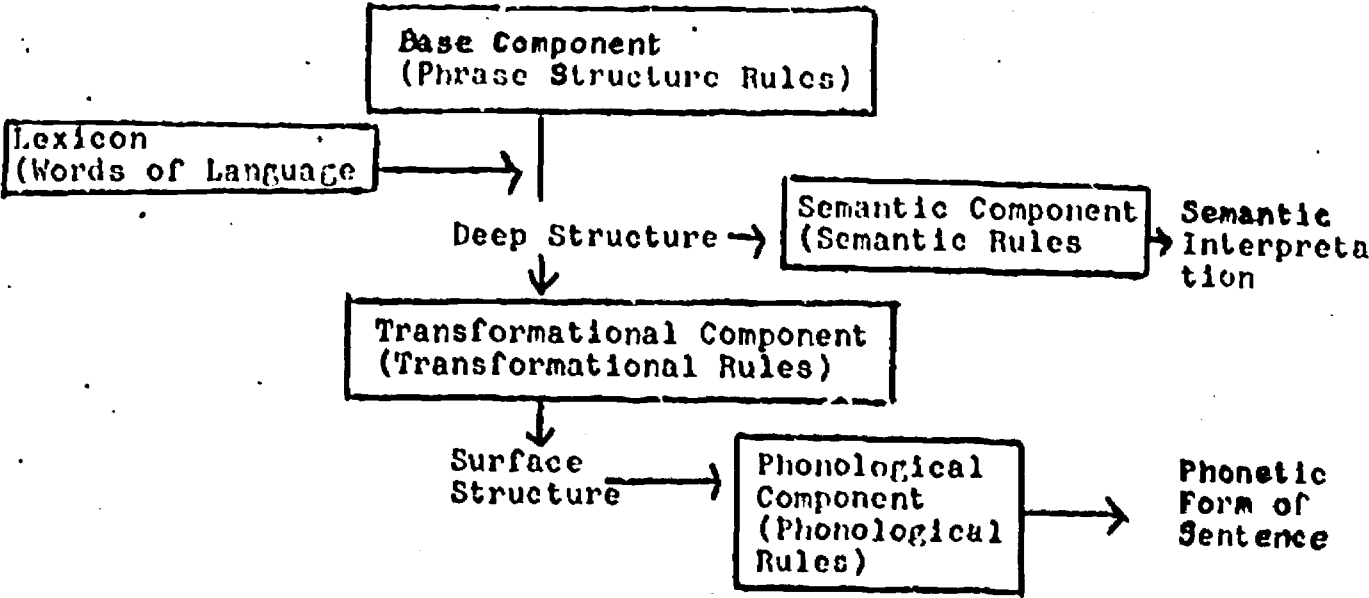 Base Component
(Phrase Structure Rules)
Lexicon
(Words of Language
Deep Structure
Semantic Component
(Semantic Rules
Semantic
Interpreta
tion
Transformational Component
(Transformational Rules)
Surface
Structure
Phonological
Component
(Phonological
Rules)
Phonetic
Form of
Sentence